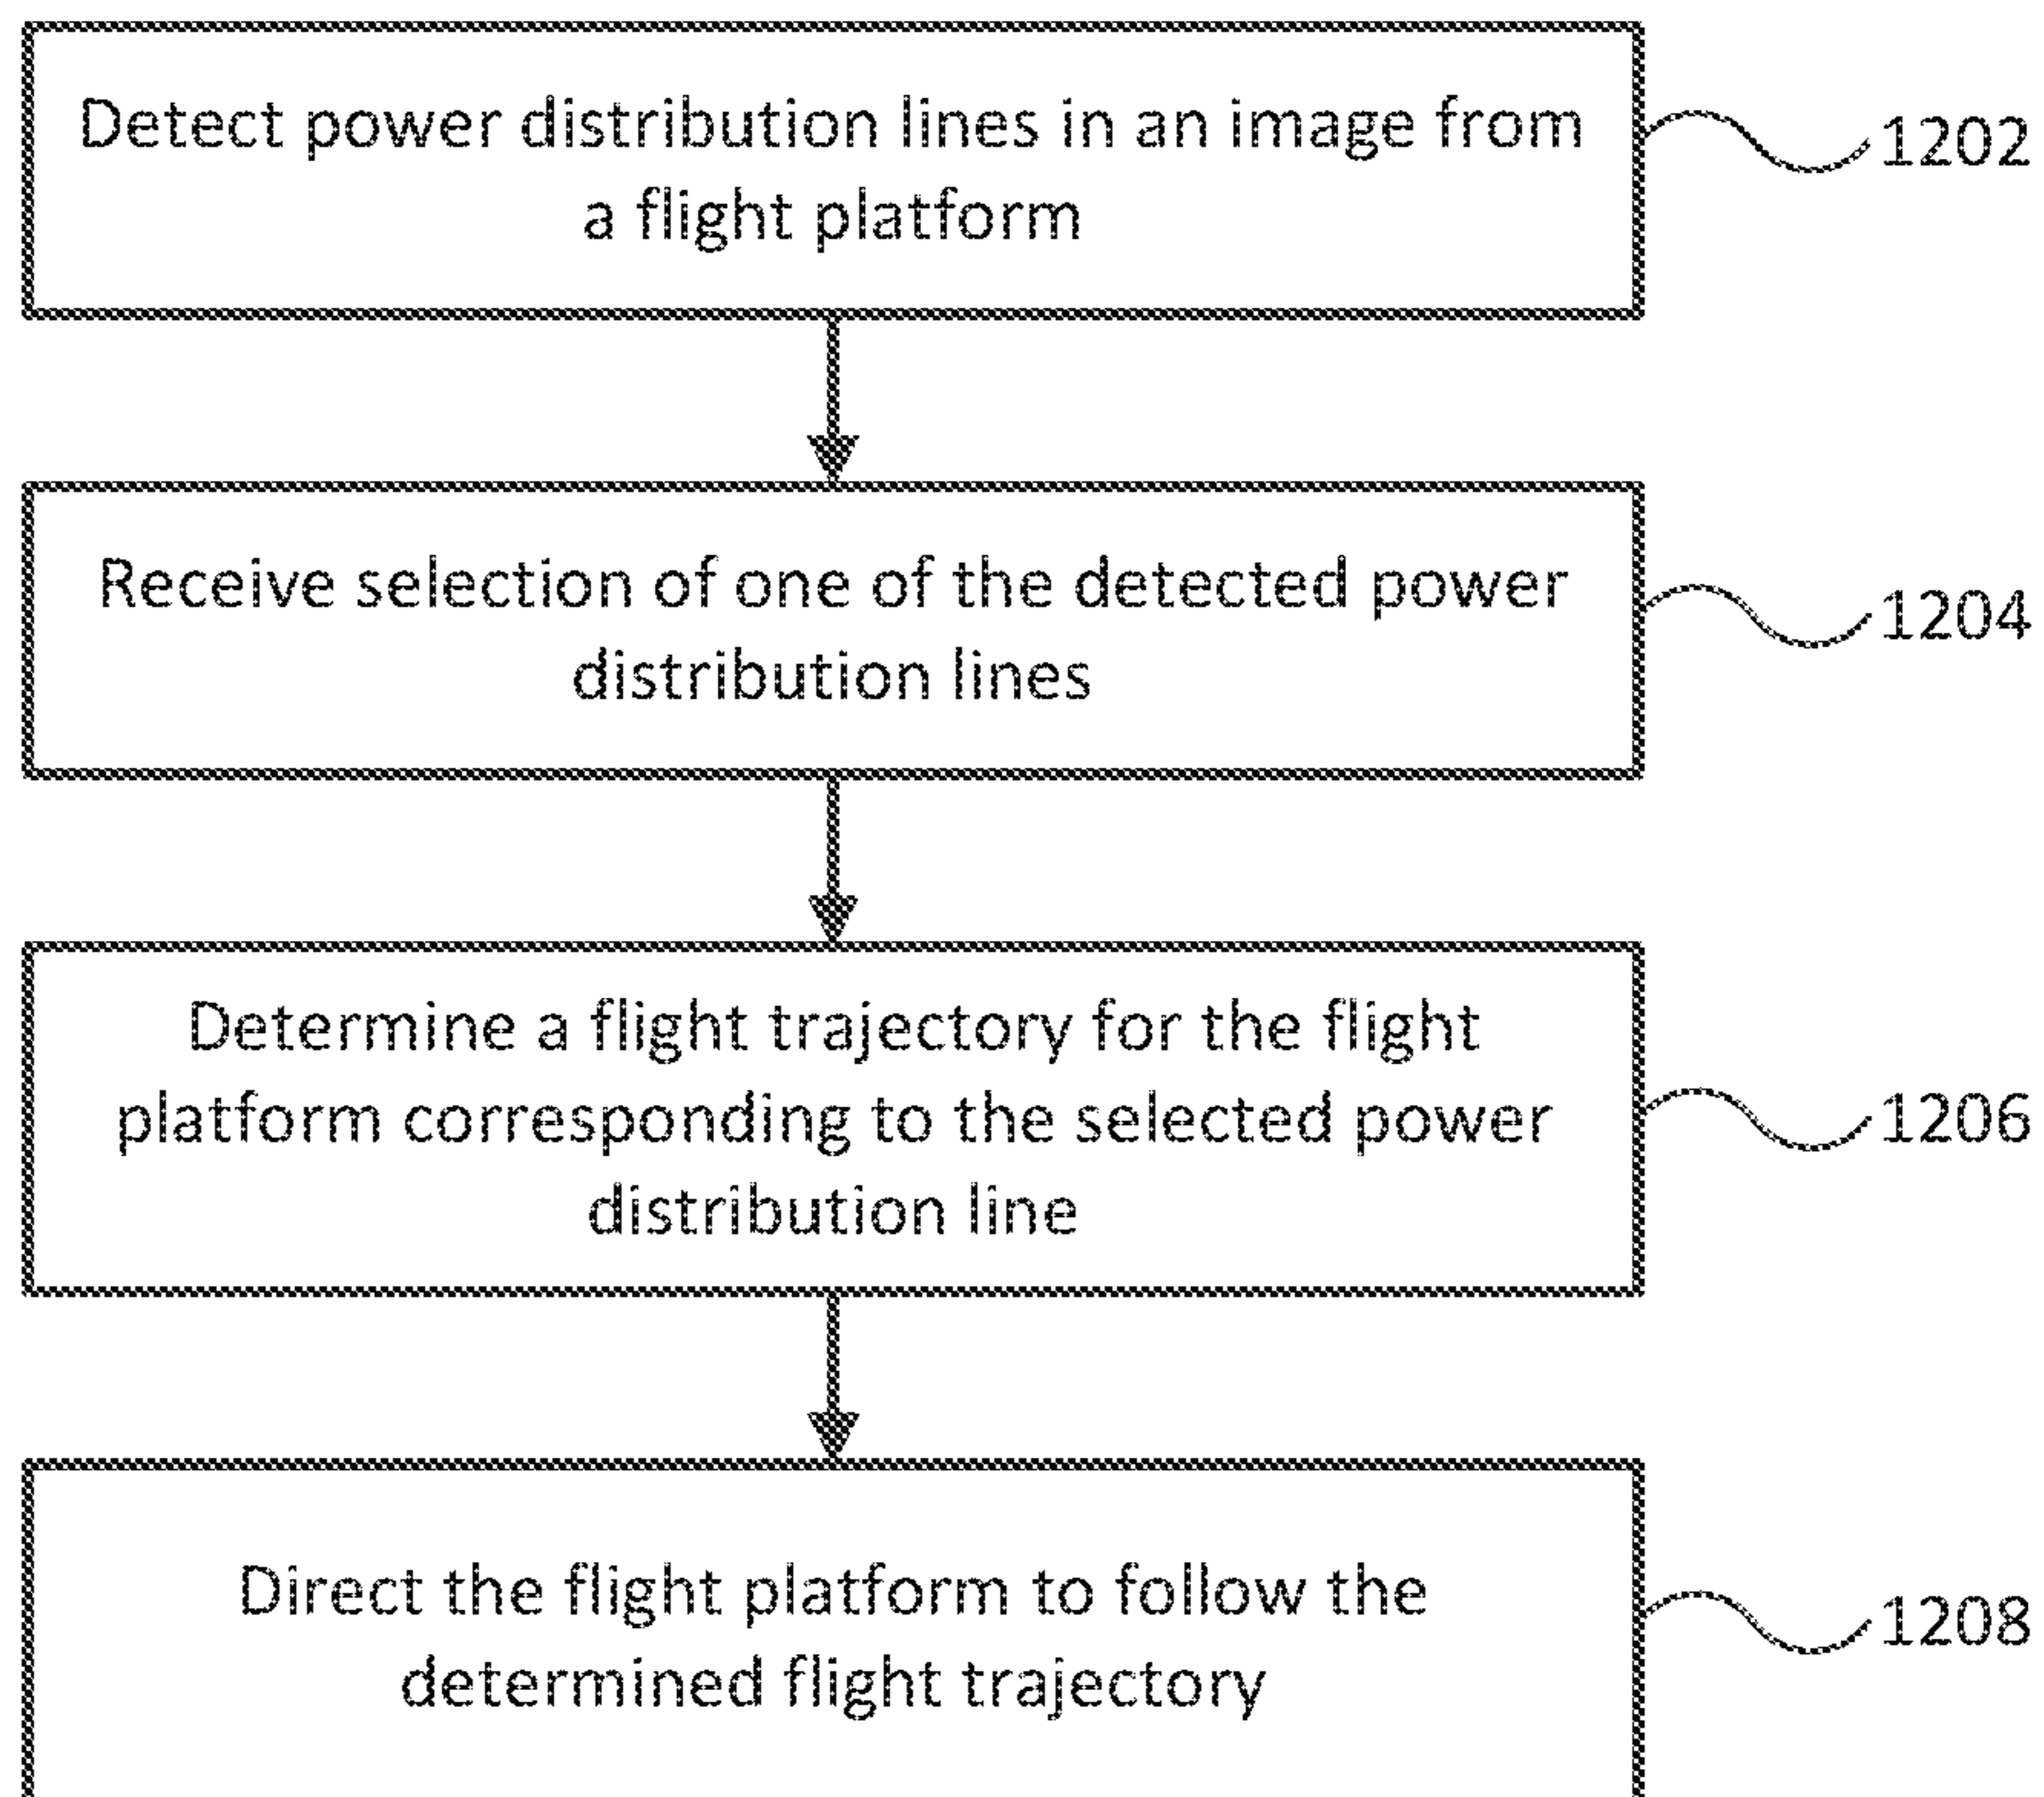 Detect power distribution lines in an image from
a flight platform
1202
Receive selection of one of the detected power
distribution lines
1204
Determine a flight trajectory for the flight
platform corresponding to the selected power
distribution line
1206
Direct the flight platform to follow the
determined flight trajectory
1208